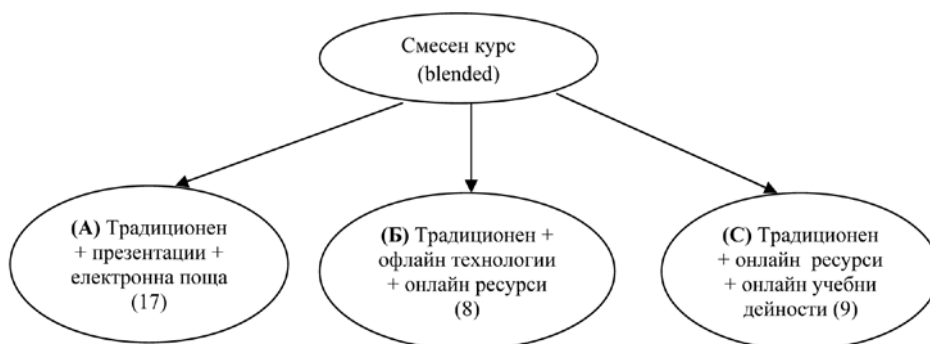 Смесен курс
(blended)
(А) Традиционен
+ презентации +
електронна поща
(17)
(Б) Традиционен +
офлайн технологии
+ онлайн ресурси
(8)
(С) Традиционен
+ онлайн ресурси
+ онлайн учебни
дейности (9)